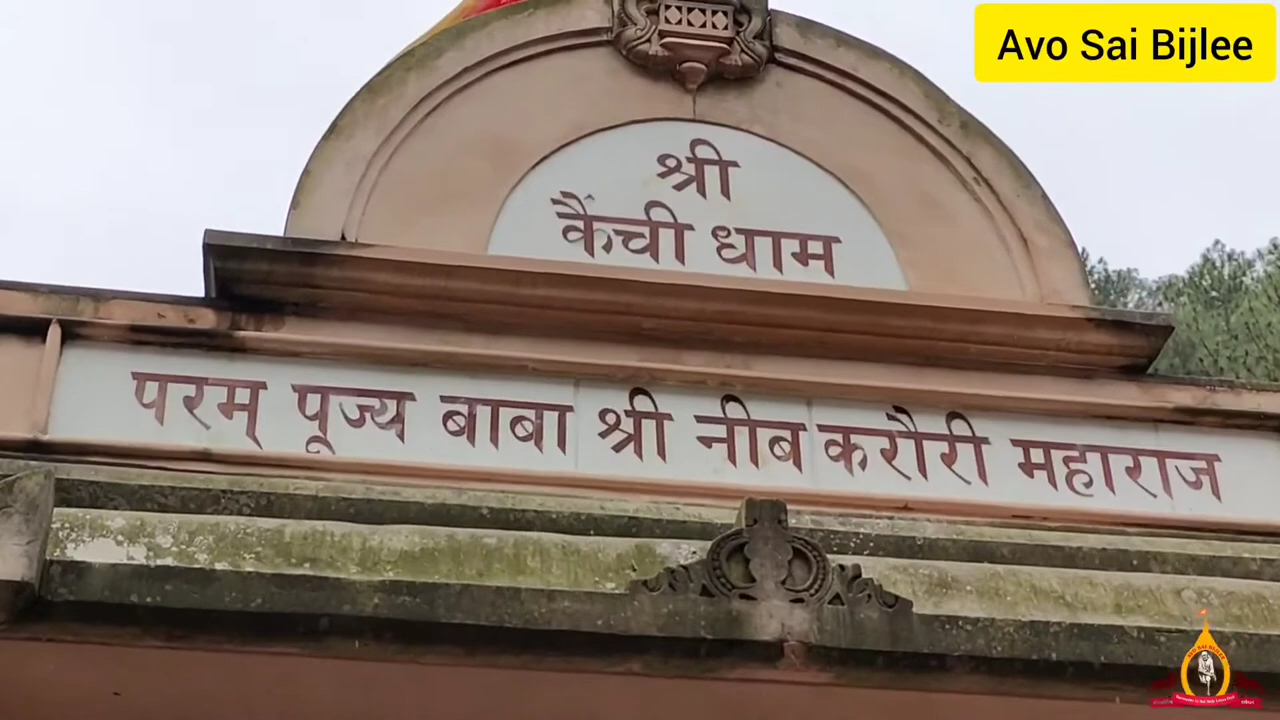 Avo Sai Bijlee
श्री
कैंची धाम
परम् पूज्य बाबा श्री नीब करौरी महाराज